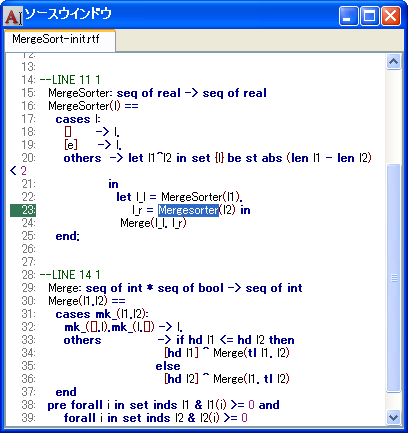 ソースウインドウ
MergeSort-init.rtf
12:
13:
14: --LINE 11 1
15: MergeSorter: seq of real -> seq of real
16: MergeSorter(l) ==
17: cases l:
18: [] -> l,
19: [e] -> l,
20: others -> let l1^l2 in set {l} be st abs (len l1 - len l2)
< 2
21: in
22: let l_l = MergeSorter(l1),
23: l_r = Mergesorter(l2) in
24: Merge(l_l, l_r)
25: end;
26:
27:
28: --LINE 14 1
29: Merge: seq of int * seq of bool -> seq of int
30: Merge(l1,l2) ==
31: cases mk_(l1,l2):
32: mk_([],l),mk_(l,[]) -> l,
33: others -> if hd l1 <= hd l2 then
34: [hd l1] ^ Merge(tl l1, l2)
35: else
36: [hd l2] ^ Merge(l1, tl l2)
37: end
38: pre forall i in set inds l1 & l1(i) >= 0 and
39: forall i in set inds l2 & l2(i) >= 0